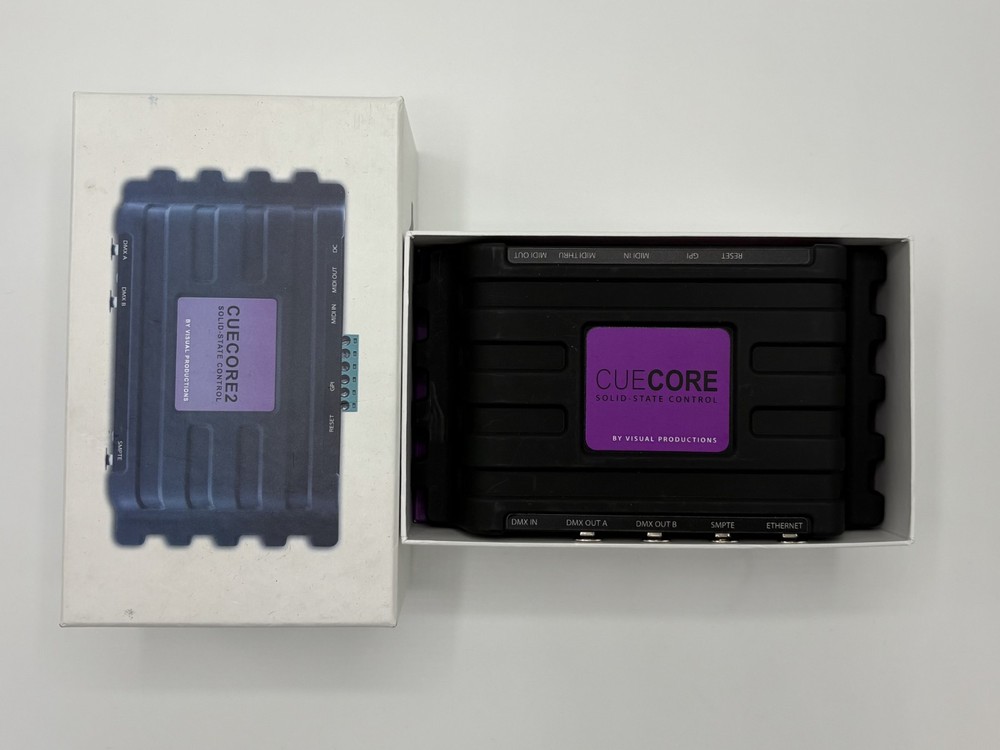 DMX A
DMX B
SMPTE
CUECORE2
SOLID-STATE CONTROL
BY VISUAL PRODUCTIONS
DC
MIDI OUT
MIDI IN
GPI
RESET
RESET
GPI
MIDI IN
MIDI THRU
MIDI OUT
CUECORE
SOLID-STATE CONTROL
BY VISUAL PRODUCTIONS
DMX IN
DMX OUT A
DMX OUT B
SMPTE
ETHERNET